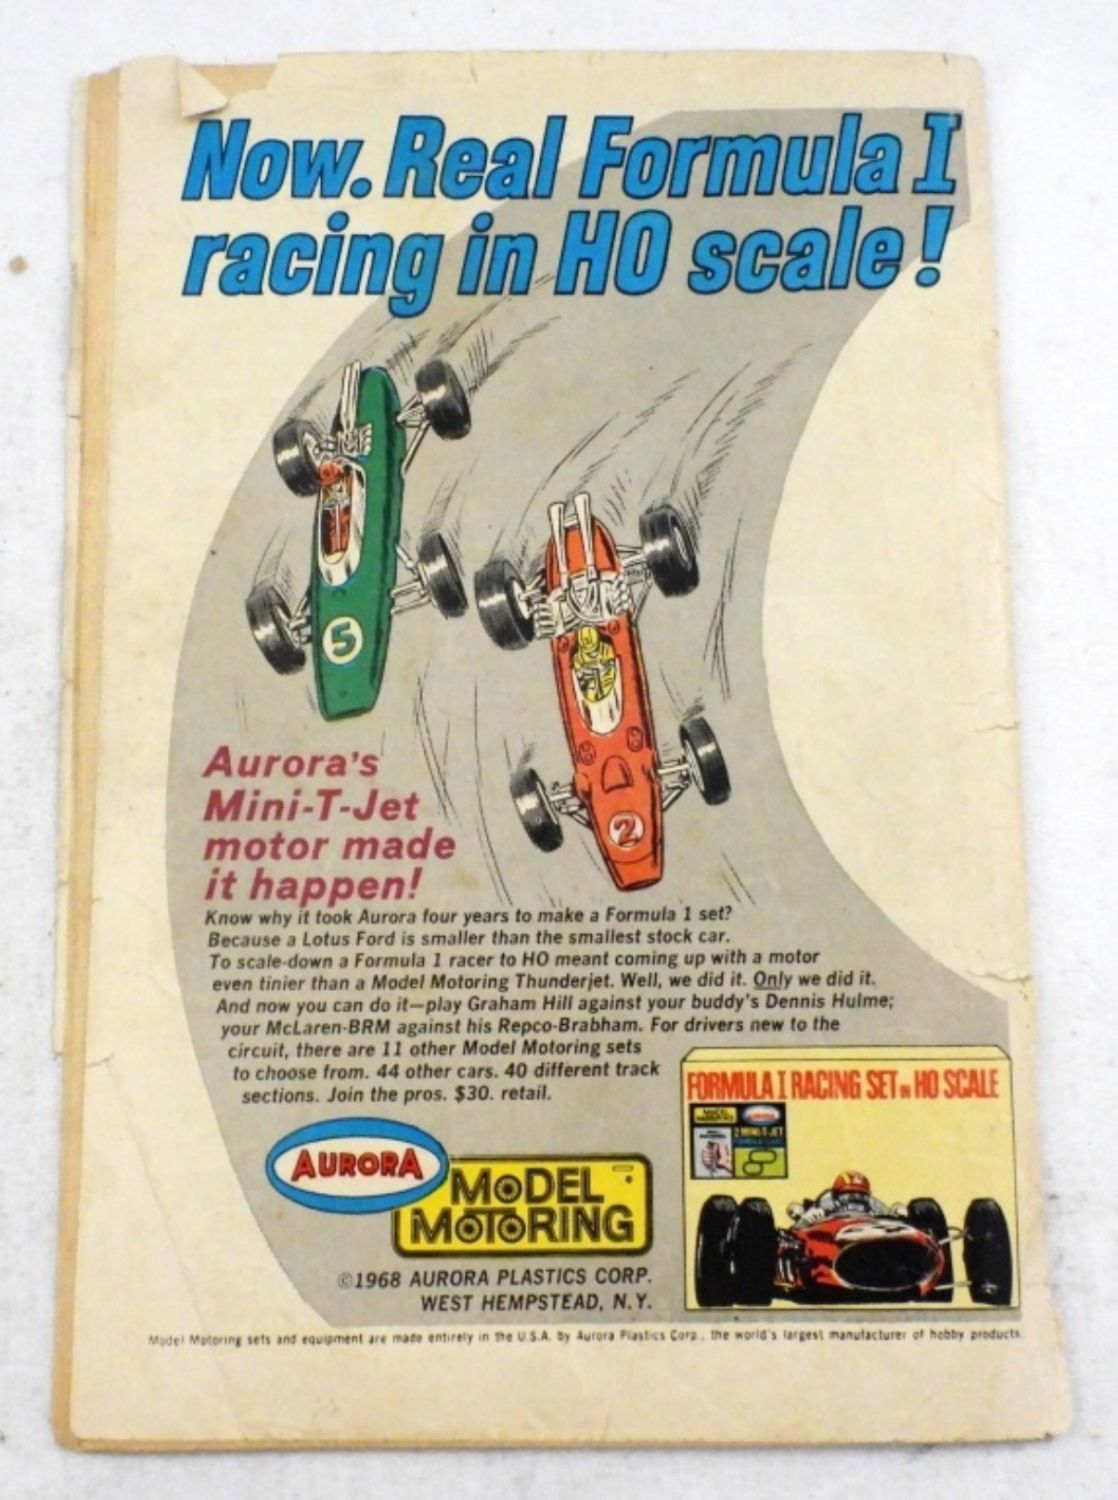 Now. Real Formula I
racing in HO scale!
5
2
Aurora's
Mini-T-Jet
motor made
it happen!
Know why it took Aurora four years to make a Formula 1 set?
Because a Lotus Ford is smaller than the smallest stock car.
To scale-down a Formula 1 racer to HO meant coming up with a motor
even tinier than a Model Motoring Thunderjet. Well, we did it. Only we did it.
And now you can do it—play Graham Hill against your buddy's Dennis Hulme;
your McLaren-BRM against his Repco-Brabham. For drivers new to the
circuit, there are 11 other Model Motoring sets
to choose from. 44 other cars. 40 different track
sections. Join the pros. $30. retail.
FORMULA I RACING SET IN HO SCALE
AURORA
MODEL
MOTORING
©1968 AURORA PLASTICS CORP.
WEST HEMPSTEAD, N.Y.
Model Motoring sets and equipment are made entirely in the U.S.A. by Aurora Plastics Corp., the world's largest manufacturer of hobby products.